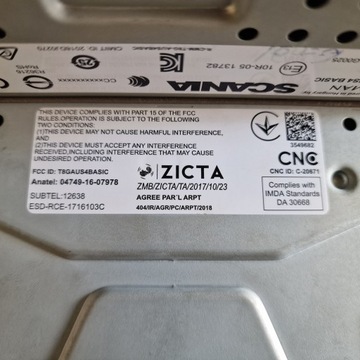 SCANIA
10R-05 13782
E13
THIS DEVICE COMPLIES WITH PART 15 OF THE FCC
RULES.OPERATION IS SUBJECT TO THE FOLLOWING
TWO CONDITIONS:
(1) THIS DEVICE MAY NOT CAUSE HARMFUL INTERFERENCE,
AND
(2) THIS DEVICE MUST ACCEPT ANY INTERFERENCE
RECEIVED,INCLUDING INTERFERENCE THAT MAY CAUSE
UNDESIRED OPERATION.
FCC ID: T8GAUS4BASIC
Anatel: 04749-16-07978
SUBTEL:12638
ESD-RCE-1716103C
ZICTA
ZMB/ZICTA/TA/2017/10/23
AGREE PAR'L ARPT
404/IR/AGR/PC/ARPT/2018
3549682
CNC
CNC ID: C-20871
Complies with
IMDA Standards
DA 30668